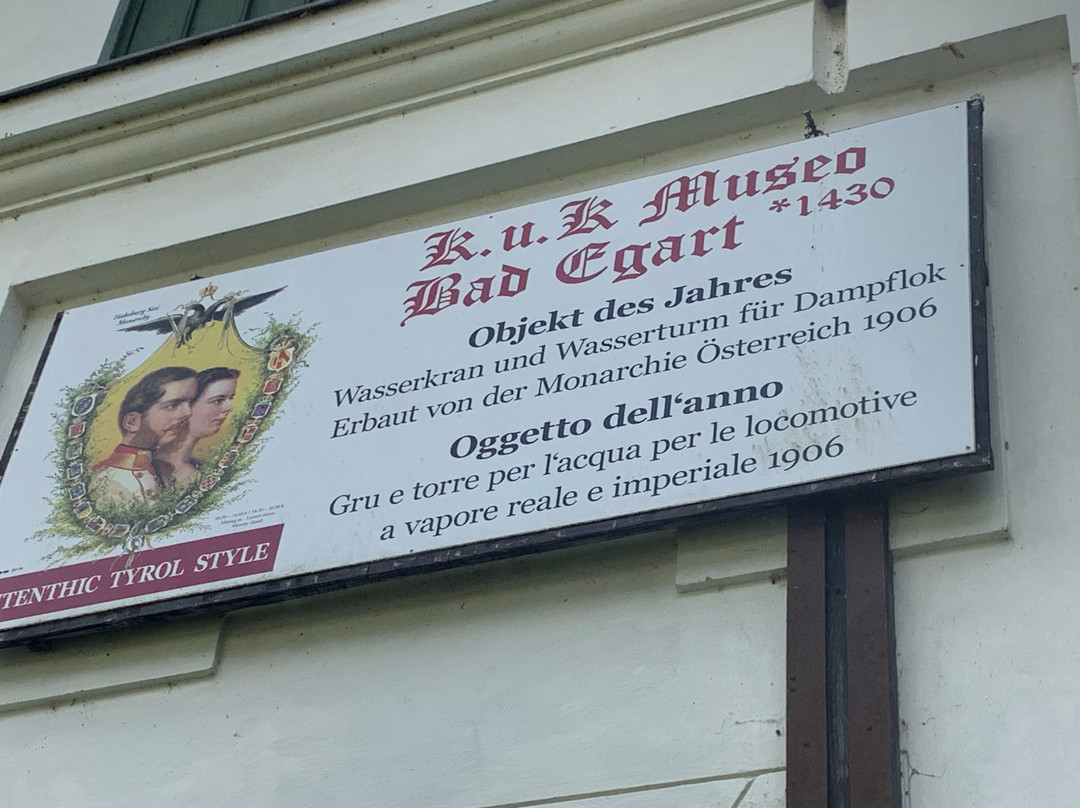 K.u.K Museo
Bad Egart *1430
Objekt des Jahres
Wasserkran und Wasserturm für Dampflok
Erbaut von der Monarchie Österreich 1906
Oggetto dell‘anno
Gru e torre per l‘acqua per le locomotive
a vapore reale e imperiale 1906
Monarchy
TENTHIC TYROL STYLE